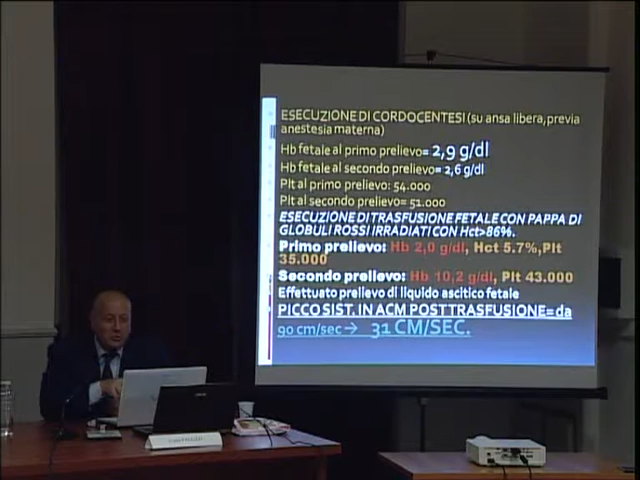 ESECUZIONE DI CORDOCENTESI (su ansa libera, previa
anestesia materna)
Hb fetale al primo prelievo= 2,9 g/dl
Hb fetale al secondo prelievo= 2,6 g/dl
Plt al primo prelievo: 54.000
Plt al secondo prelievo= 51.000
ESECUZIONE DI TRASFUSIONE FETALE CON PAPPA DI
GLOBULI ROSSI IRRADIATI CON Hct>86%.
Primo prelievo: Hb 2,0 g/dl, Hct 5.7%,Plt
35.000
Secondo prelievo: Hb 10,2 g/dl, Plt 43.000
Effettuato prelievo di liquido ascitico fetale
PICCO SIST. IN ACM POST TRASFUSIONE= da
90 cm/sec→ 31 CM/SEC.